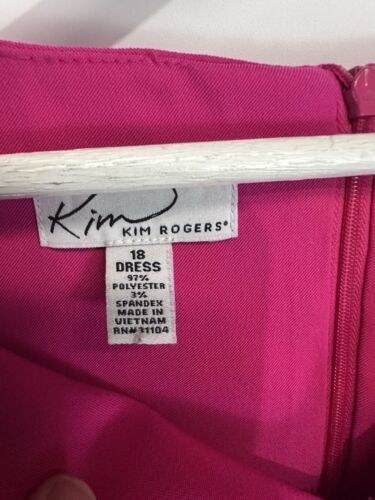 Kim
KIM ROGERS®
18
DRESS
97%
POLYESTER
3%
SPANDEX
MADE IN
VIETNAM
RN#31104